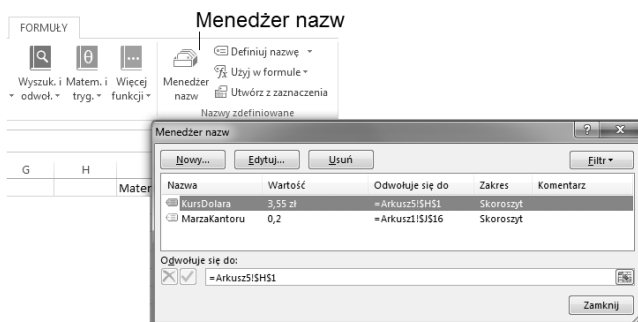 Menedżer nazw
FORMUŁY
Wyszuk. i odwoł.
Matem. i tryg.
Więcej funkcji
Menedżer nazw
Definiuj nazwę
Użyj w formule
Utwórz z zaznaczenia
Nazwy zdefiniowane
Menedżer nazw
Nowy... Edytuj... Usuń Filtr
G H
Mater
Nazwa Wartość Odwołuje się do Zakres Komentarz
KursDolara 3,55 zł =Arkusz5!$H$1 Skoroszyt
MarzaKantoru 0,2 =Arkusz1!$J$16 Skoroszyt
Odwołuje się do:
=Arkusz5!$H$1
Zamknij